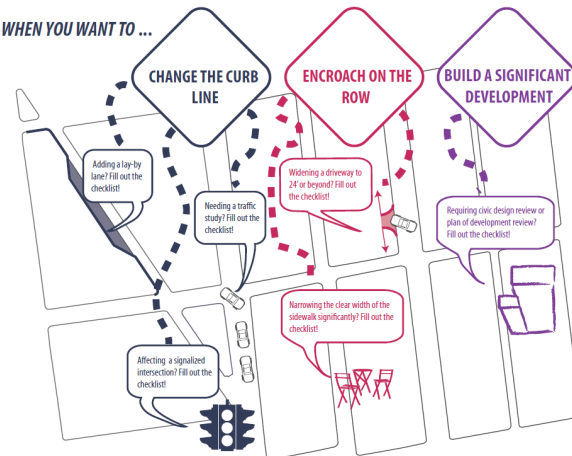 WHEN YOU WANT TO ...
CHANGE THE CURB
LINE
ENCROACH ON THE
ROW
BUILD A SIGNIFICANT
DEVELOPMENT
Adding a lay-by
lane? Fill out the
checklist!
Needing a traffic
study? Fill out the
checklist!
Widening a driveway to
24' or beyond? Fill out
the checklist!
Requiring civic design review or
plan of development review?
Fill out the checklist!
Narrowing the clear width of the
sidewalk significantly? Fill out the
checklist!
Affecting a signalized
intersection? Fill out the
checklist!